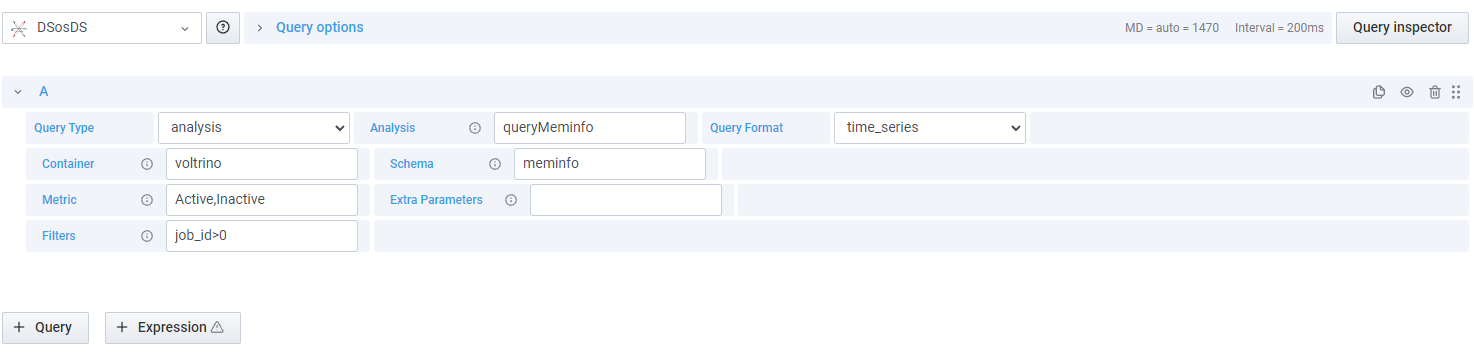 DSosDS Query options MD = auto = 1470 Interval = 200ms Query inspector
A
Query Type analysis Analysis queryMeminfo Query Format time_series
Container voltrino Schema meminfo
Metric Active,Inactive Extra Parameters
Filters job_id>0
+ Query + Expression